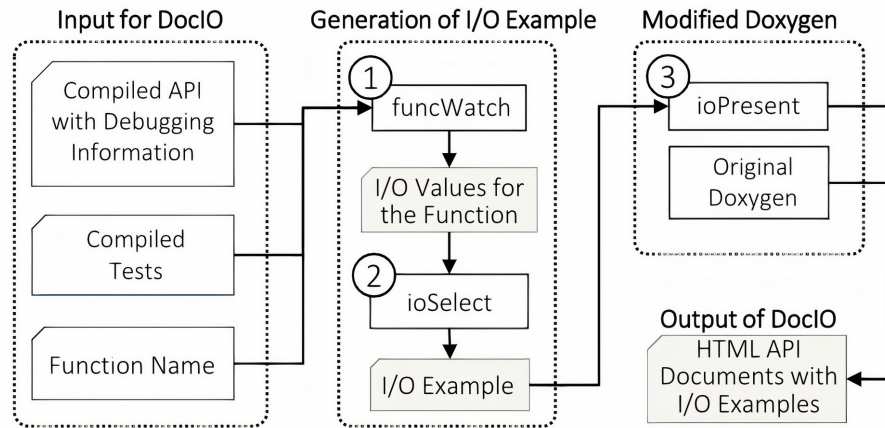 Input for DocIO
Compiled API
with Debugging
Information
Compiled
Tests
Function Name
Generation of I/O Example
1
funcWatch
I/O Values for
the Function
2
ioSelect
I/O Example
Modified Doxygen
3
ioPresent
Original
Doxygen
Output of DocIO
HTML API
Documents with
I/O Examples